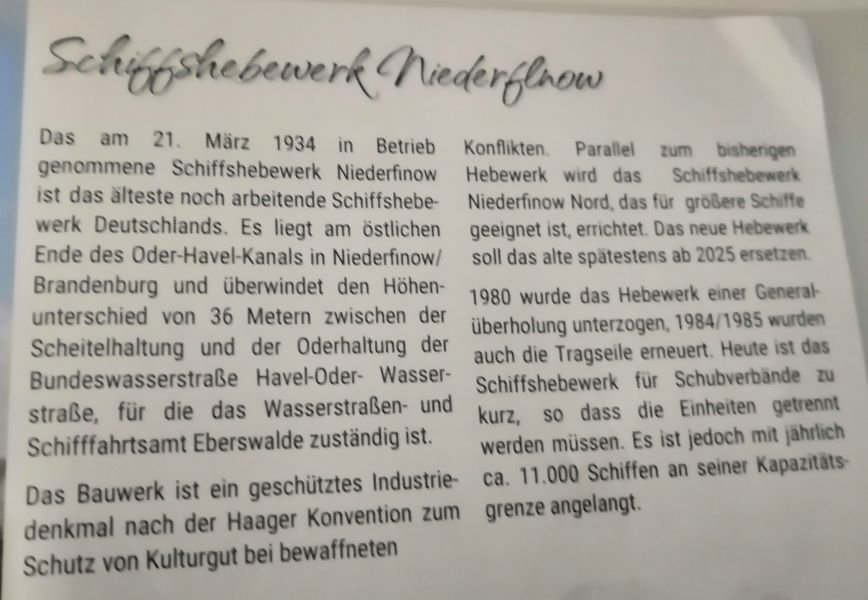 Schiffshebewerk Niederfinow
Das am 21. März 1934 in Betrieb
genommene Schiffshebewerk Niederfinow
ist das älteste noch arbeitende Schiffshebe-
werk Deutschlands. Es liegt am östlichen
Ende des Oder-Havel-Kanals in Niederfinow/
Brandenburg und überwindet den Höhen-
unterschied von 36 Metern zwischen der
Scheitelhaltung und der Oderhaltung der
Bundeswasserstraße Havel-Oder- Wasser-
straße, für die das Wasserstraßen- und
Schifffahrtsamt Eberswalde zuständig ist.
Das Bauwerk ist ein geschütztes Industrie-
denkmal nach der Haager Konvention zum
Schutz von Kulturgut bei bewaffneten
Konflikten. Parallel zum bisherigen
Hebewerk wird das Schiffshebewerk
Niederfinow Nord, das für größere Schiffe
geeignet ist, errichtet. Das neue Hebewerk
soll das alte spätestens ab 2025 ersetzen.
1980 wurde das Hebewerk einer General-
überholung unterzogen, 1984/1985 wurden
auch die Tragseile erneuert. Heute ist das
Schiffshebewerk für Schubverbände zu
kurz, so dass die Einheiten getrennt
werden müssen. Es ist jedoch mit jährlich
ca. 11.000 Schiffen an seiner Kapazitäts-
grenze angelangt.